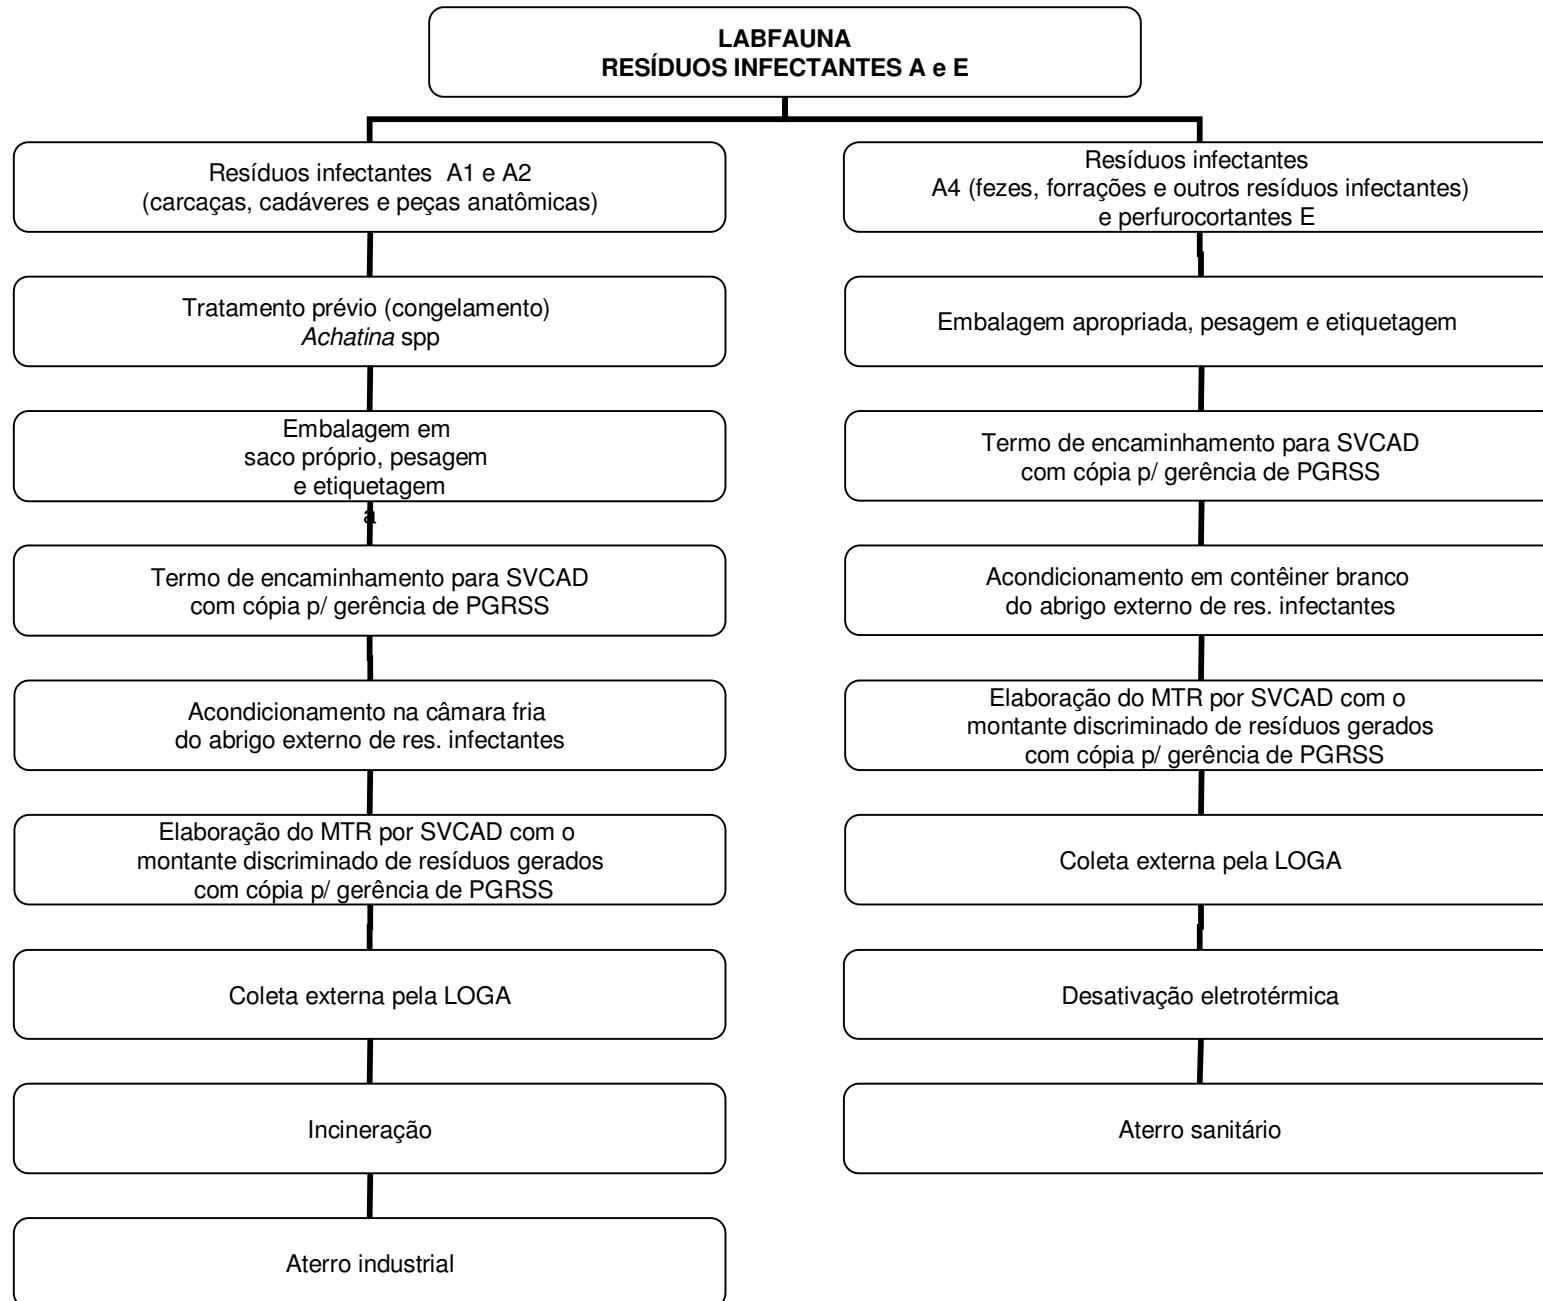 LABFAUNA
RESÍDUOS INFECTANTES A e E
Resíduos infectantes  A1 e A2
(carcaças, cadáveres e peças anatômicas)
Tratamento prévio (congelamento)
Achatina spp
Embalagem em
saco próprio, pesagem
e etiquetagem
a
Termo de encaminhamento para SVCAD
com cópia p/ gerência de PGRSS
Acondicionamento na câmara fria
do abrigo externo de res. infectantes
Elaboração do MTR por SVCAD com o
montante discriminado de resíduos gerados
com cópia p/ gerência de PGRSS
Coleta externa pela LOGA
Incineração
Aterro industrial
Resíduos infectantes
A4 (fezes, forrações e outros resíduos infectantes)
e perfurocortantes E
Embalagem apropriada, pesagem e etiquetagem
Termo de encaminhamento para SVCAD
com cópia p/ gerência de PGRSS
Acondicionamento em contêiner branco
do abrigo externo de res. infectantes
Elaboração do MTR por SVCAD com o
montante discriminado de resíduos gerados
com cópia p/ gerência de PGRSS
Coleta externa pela LOGA
Desativação eletrotérmica
Aterro sanitário